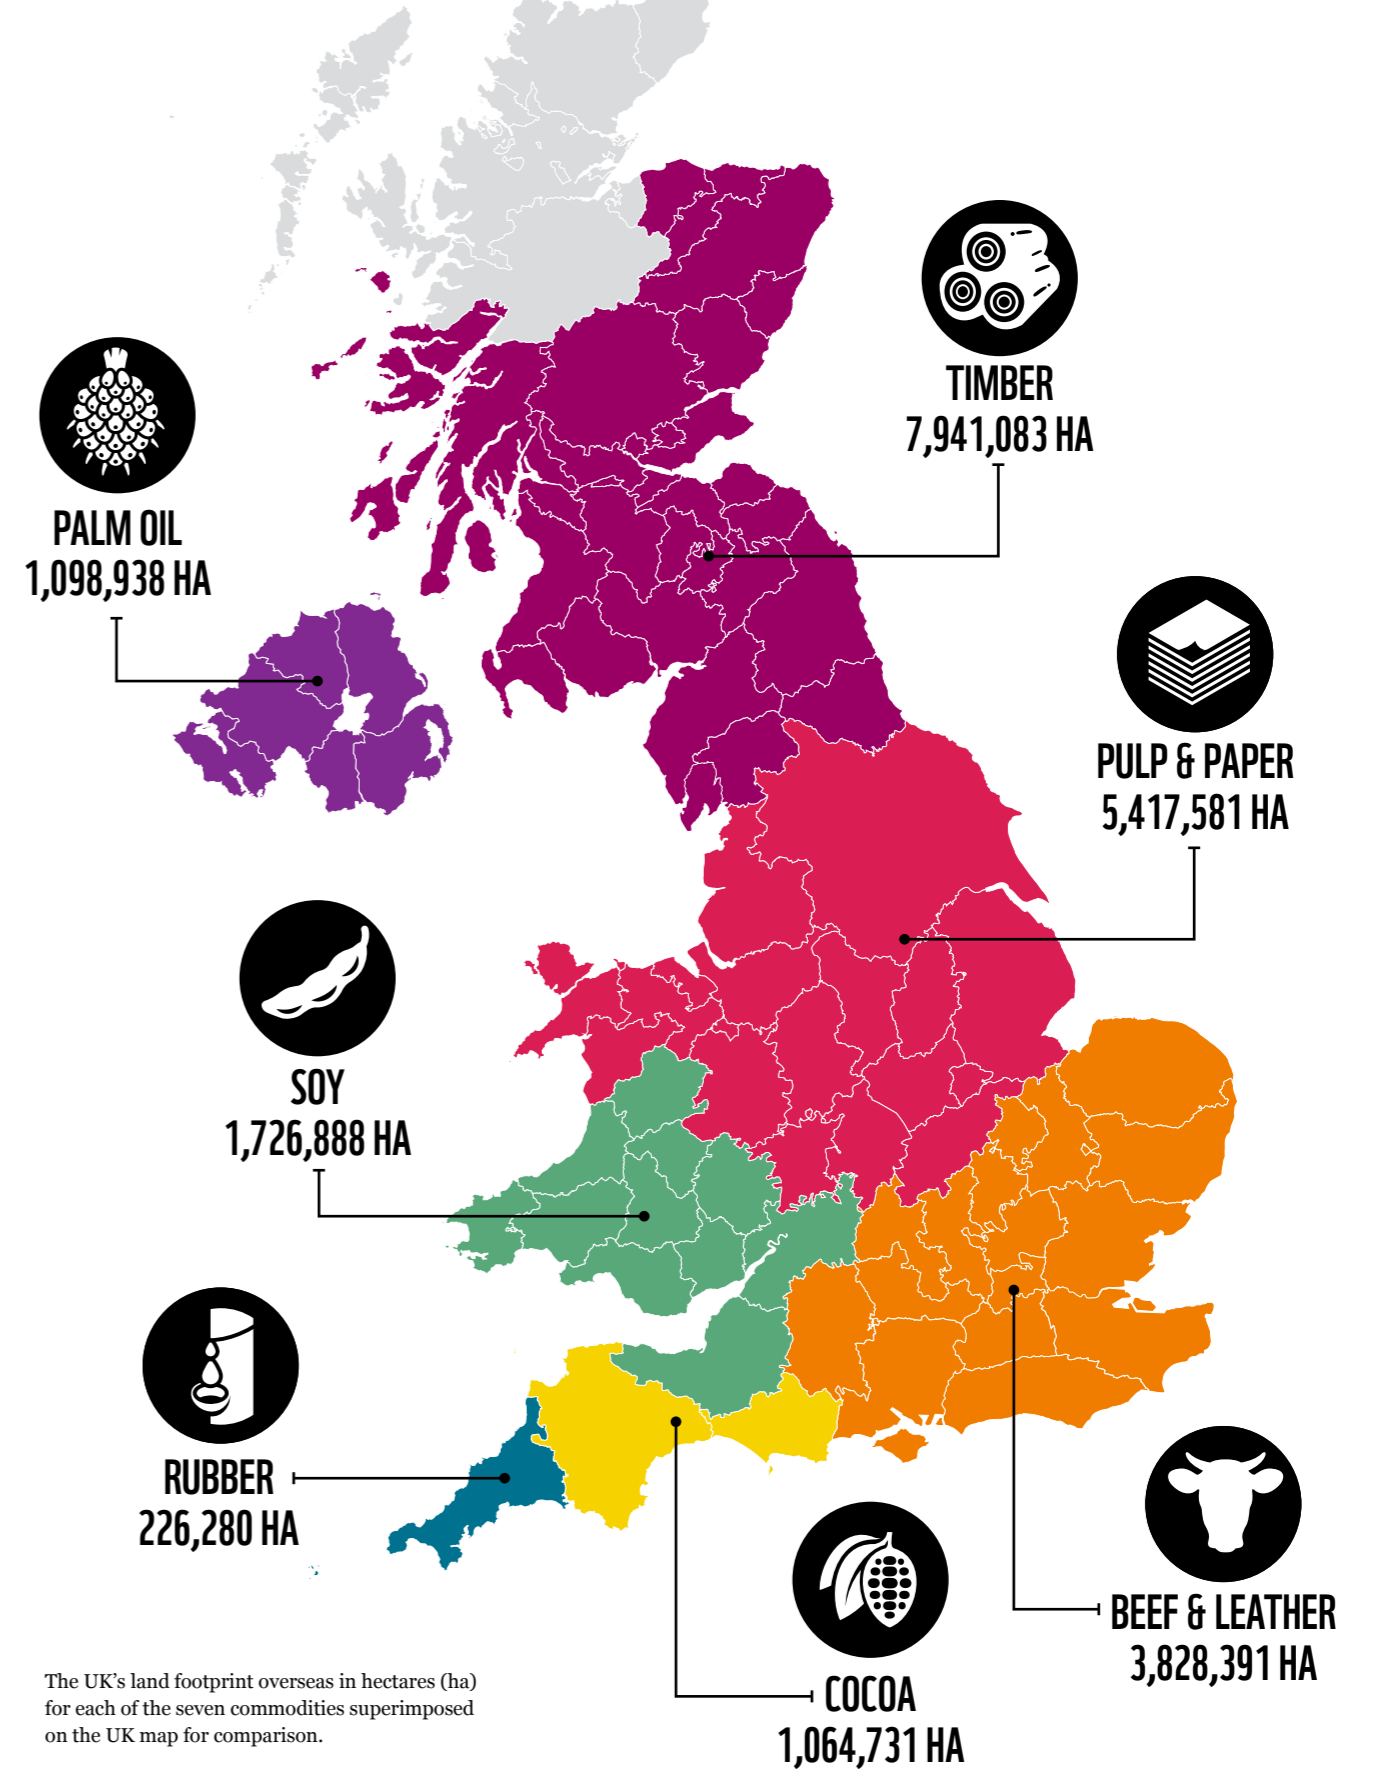 TIMBER
7,941,083 HA
PALM OIL
1,098,938 HA
PULP & PAPER
5,417,581 HA
SOY
1,726,888 HA
RUBBER
226,280 HA
BEEF & LEATHER
3,828,391 HA
COCOA
1,064,731 HA
The UK’s land footprint overseas in hectares (ha)
for each of the seven commodities superimposed
on the UK map for comparison.